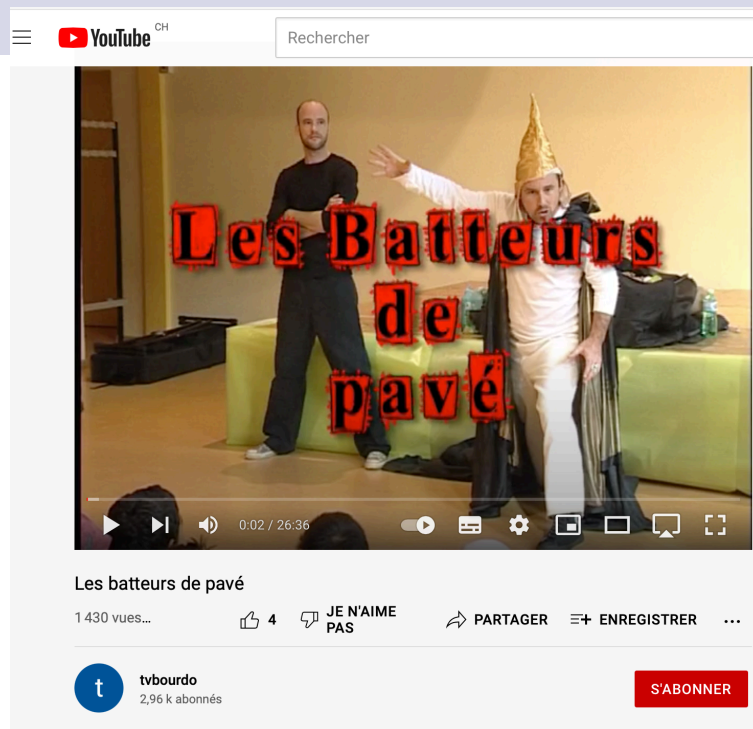 YouTube CH
Rechercher
Les Batteurs
de
pavé
0:02 / 26:36
Les batteurs de pavé
1 430 vues...
4
JE N'AIME
PAS
PARTAGER
ENREGISTRER
t
tvbourdo
2,96 k abonnés
S'ABONNER